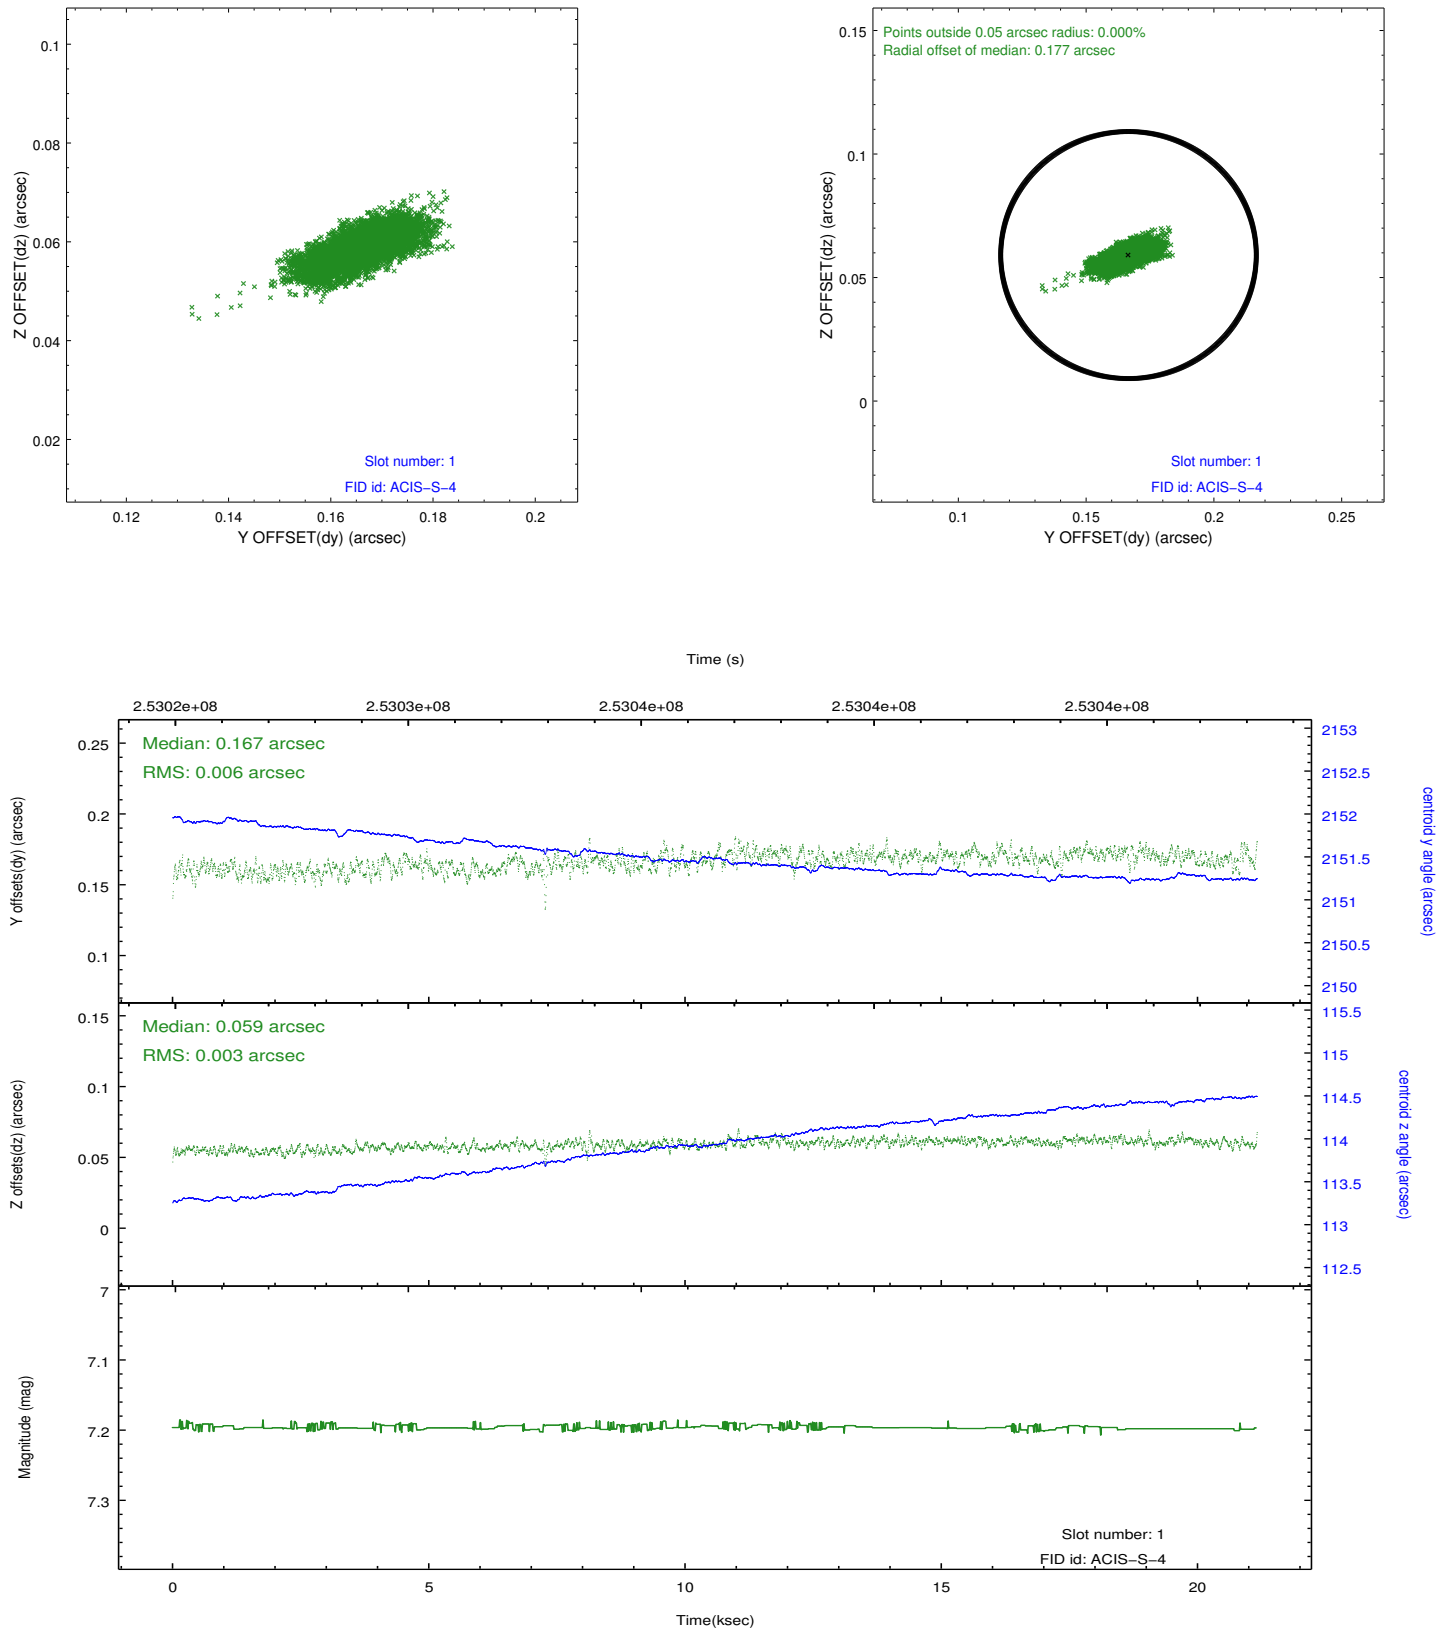 0.1
0.08
0.06
0.04
0.02
Z OFFSET(dz) (arcsec)
Slot number: 1
FID id: ACIS−S−4
0.12 0.14 0.16 0.18 0.2
Y OFFSET(dy) (arcsec)
Points outside 0.05 arcsec radius: 0.000%
Radial offset of median: 0.177 arcsec
0.15
0.1
0.05
0
Z OFFSET(dz) (arcsec)
Slot number: 1
FID id: ACIS−S−4
0.1 0.15 0.2 0.25
Y OFFSET(dy) (arcsec)
Time (s)
2.5302e+08 2.5303e+08 2.5304e+08 2.5304e+08 2.5304e+08
Median: 0.167 arcsec
RMS: 0.006 arcsec
0.25
0.2
0.15
0.1
Y offsets(dy) (arcsec)
2153
2152.5
2152
2151.5
2151
2150.5
2150
centroid y angle (arcsec)
Median: 0.059 arcsec
RMS: 0.003 arcsec
0.15
0.1
0.05
0
Z offsets(dz) (arcsec)
115.5
115
114.5
114
113.5
113
112.5
centroid z angle (arcsec)
7
7.1
7.2
7.3
Magnitude (mag)
Slot number: 1
FID id: ACIS−S−4
0 5 10 15 20
Time(ksec)